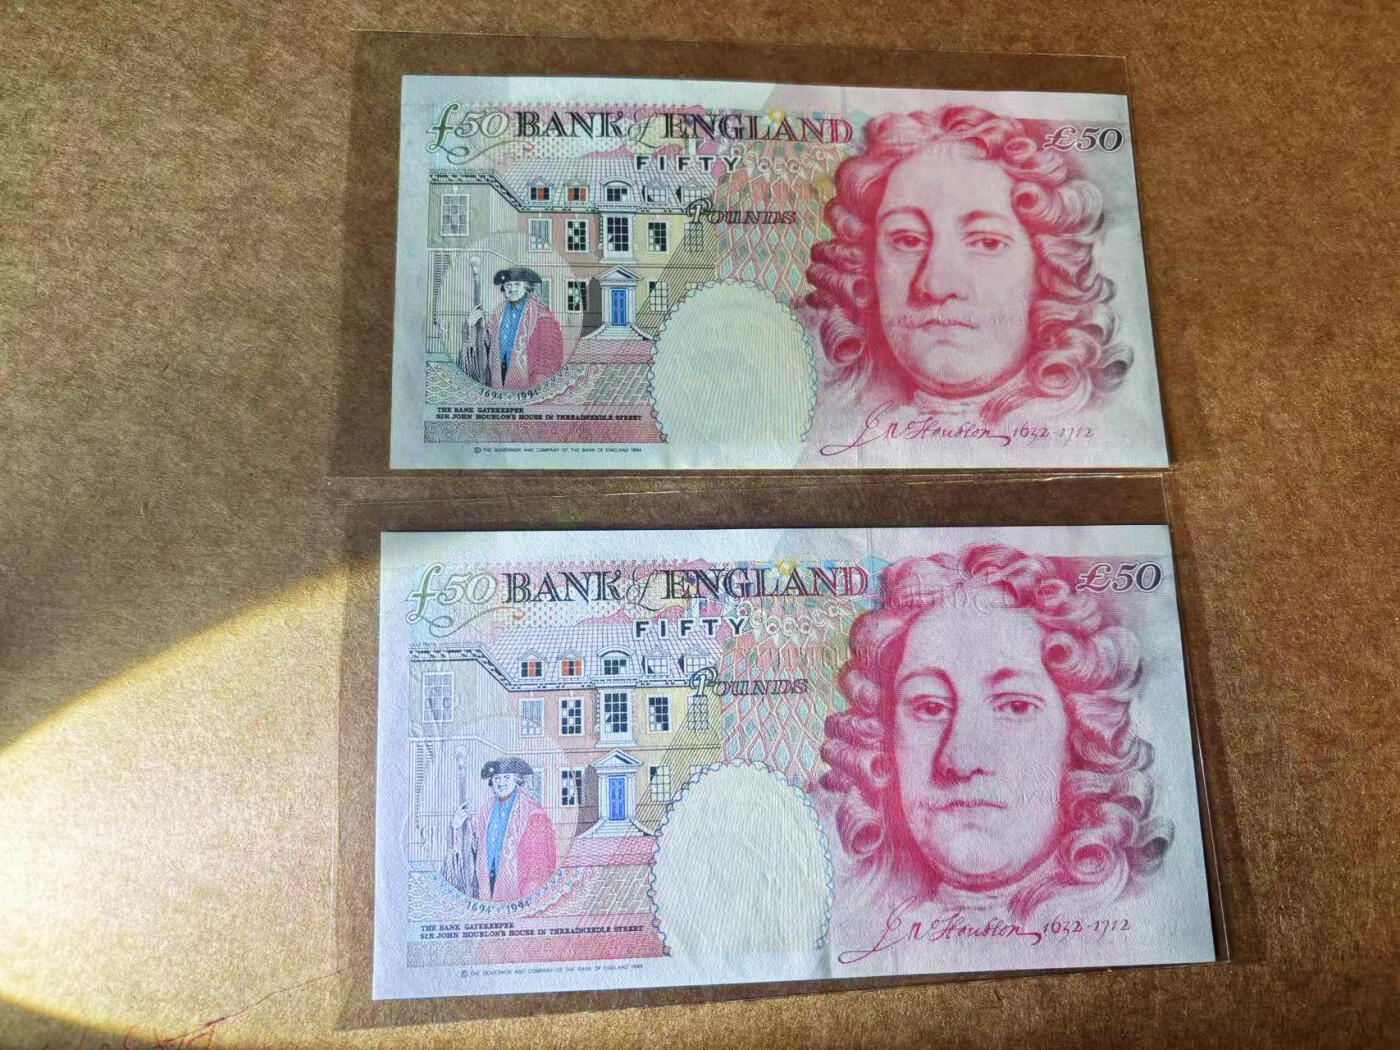 £50 BANK of ENGLAND £50
FIFTY
POUNDS
1694 1994
THE BANK GATEKEEPER
SIR JOHN HOUBLON'S HOUSE IN THREADNEEDLE STREET
© THE GOVERNOR AND COMPANY OF THE BANK OF ENGLAND 1994
Jno Houblon 1632-1712
£50 BANK of ENGLAND £50
FIFTY
POUNDS
1694 1994
THE BANK GATEKEEPER
SIR JOHN HOUBLON'S HOUSE IN THREADNEEDLE STREET
© THE GOVERNOR AND COMPANY OF THE BANK OF ENGLAND 1994
Jno Houblon 1632-1712